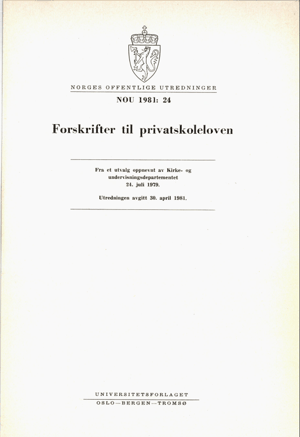 NORGES OFFENTLIGE UTREDNINGER
NOU 1981: 24
Forskrifter til privatskoleloven
Fra et utvalg oppnevnt av Kirke- og
undervisningsdepartementet
24. juli 1979.
Utredningen avgitt 30. april 1981.
UNIVERSITETSFORLAGET
OSLO—BERGEN—TROMSØ